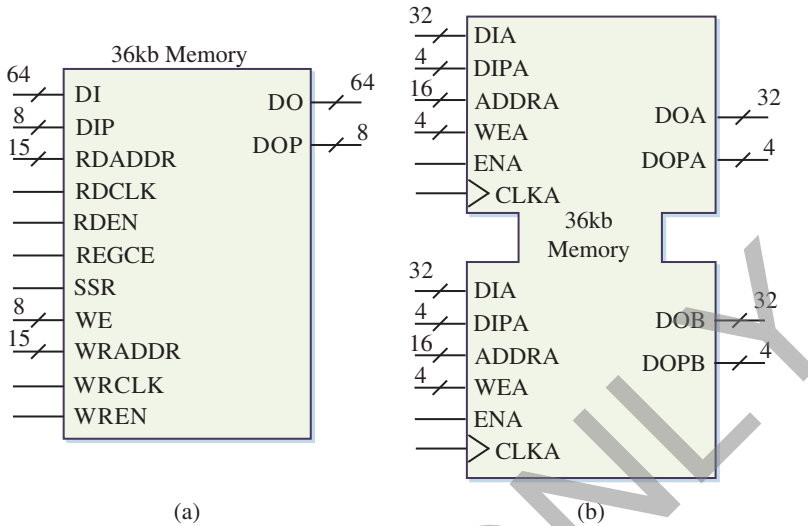 36kb Memory
64
DI
8
DIP
15
RDADDR
RDCLK
RDEN
REGCE
SSR
8
WE
15
WRADDR
WRCLK
WREN
DO
64
DOP
8
(a)
32
DIA
4
DIPA
16
ADDRA
4
WEA
ENA
CLKA
DOA
32
DOPA
4
36kb
Memory
32
DIA
4
DIPA
16
ADDRA
4
WEA
ENA
CLKA
DOB
32
DOPB
4
(b)
ONLY